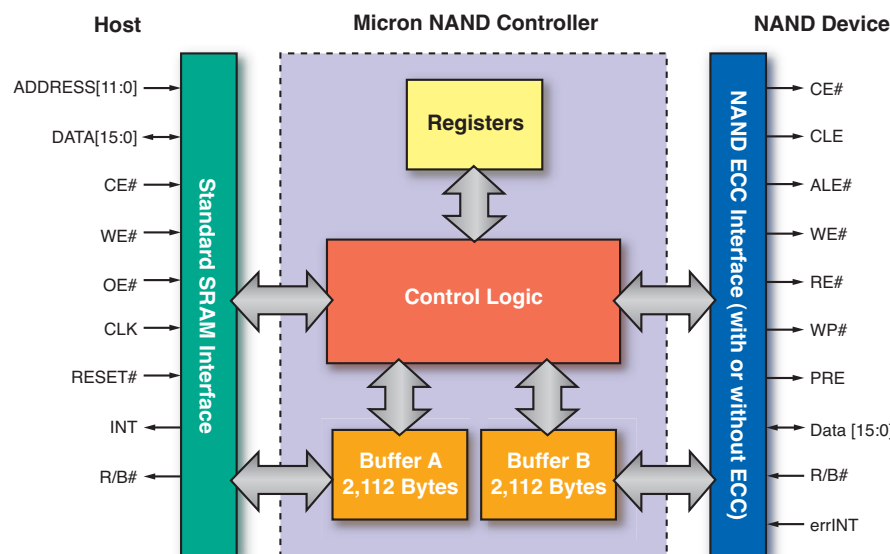 Host
Micron NAND Controller
NAND Device
ADDRESS[11:0]
DATA[15:0]
CE#
WE#
OE#
CLK
RESET#
INT
R/B#
Standard SRAM Interface
Registers
Control Logic
Buffer A
2,112 Bytes
Buffer B
2,112 Bytes
NAND ECC Interface (with or without ECC)
CE#
CLE
ALE#
WE#
RE#
WP#
PRE
Data [15:0]
R/B#
errINT